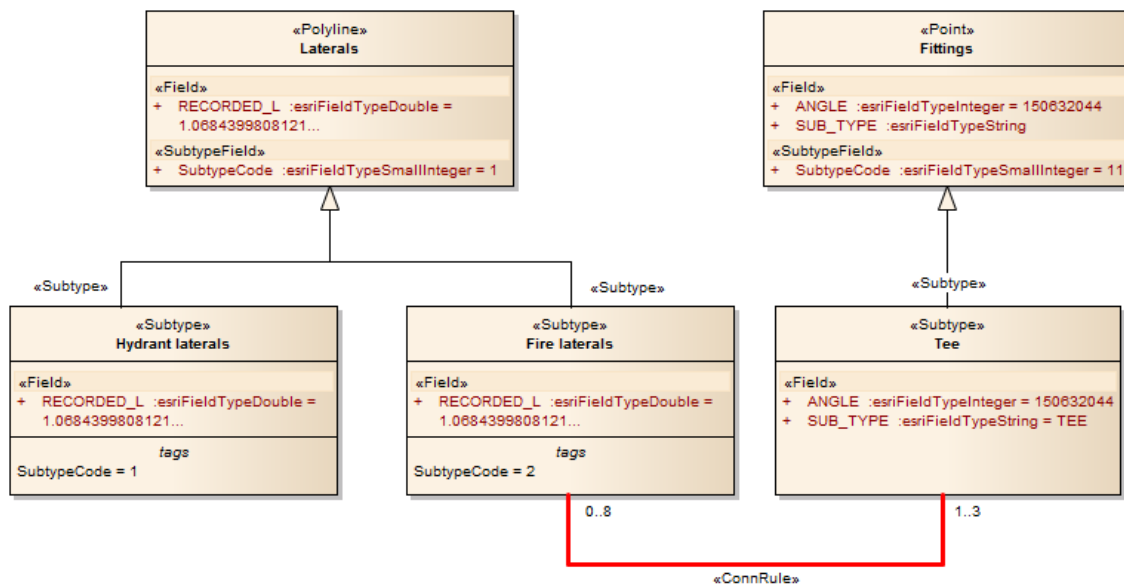 «Polyline»
Laterals
«Field»
+ RECORDED_L :esriFieldTypeDouble =
1.0684399808121...
«SubtypeField»
+ SubtypeCode :esriFieldTypeSmallInteger = 1
«Point»
Fittings
«Field»
+ ANGLE :esriFieldTypeInteger = 150632044
+ SUB_TYPE :esriFieldTypeString
«SubtypeField»
+ SubtypeCode :esriFieldTypeSmallInteger = 11
«Subtype»
«Subtype»
«Subtype»
«Subtype»
Hydrant laterals
«Field»
+ RECORDED_L :esriFieldTypeDouble =
1.0684399808121...
tags
SubtypeCode = 1
«Subtype»
Fire laterals
«Field»
+ RECORDED_L :esriFieldTypeDouble =
1.0684399808121...
tags
SubtypeCode = 2
«Subtype»
Tee
«Field»
+ ANGLE :esriFieldTypeInteger = 150632044
+ SUB_TYPE :esriFieldTypeString = TEE
0..8
1..3
«ConnRule»